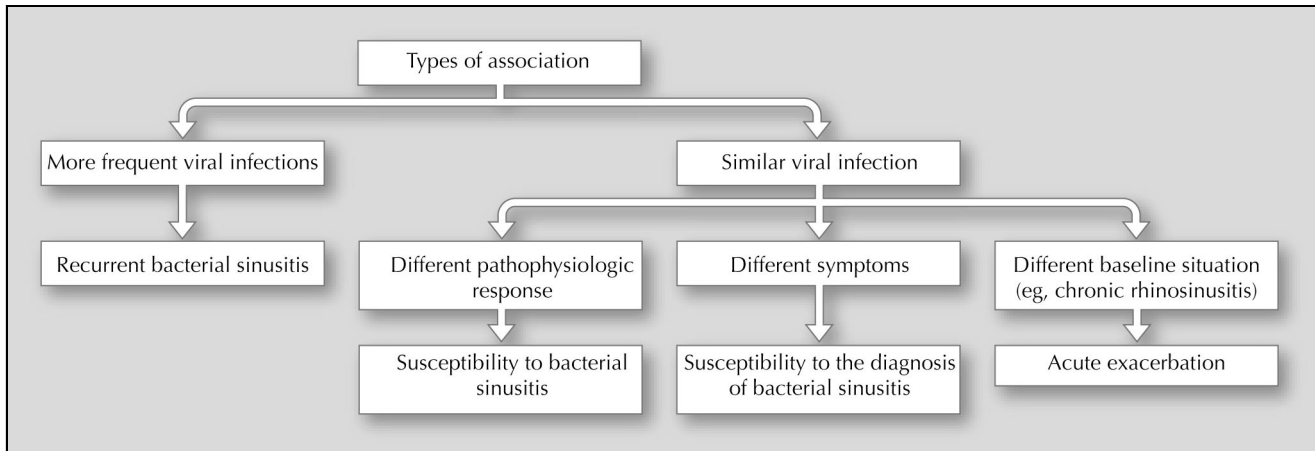 Types of association
More frequent viral infections
Similar viral infection
Recurrent bacterial sinusitis
Different pathophysiologic
response
Different symptoms
Different baseline situation
(eg, chronic rhinosinusitis)
Susceptibility to bacterial
sinusitis
Susceptibility to the diagnosis
of bacterial sinusitis
Acute exacerbation